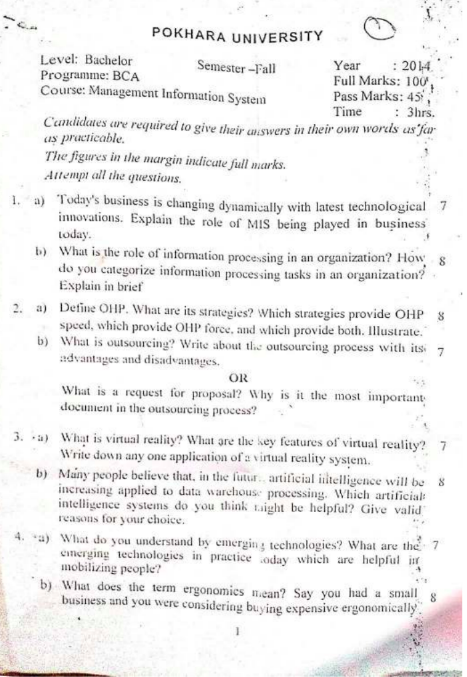 POKHARA UNIVERSITY
Level: Bachelor Semester –Fall Year : 2014
Programme: BCA Full Marks: 100
Course: Management Information System Pass Marks: 45
Time : 3hrs.
Candidates are required to give their answers in their own words as far
as practicable.
The figures in the margin indicate full marks.
Attempt all the questions.
1. a) Today's business is changing dynamically with latest technological 7
innovations. Explain the role of MIS being played in business
today.
b) What is the role of information processing in an organization? How 8
do you categorize information processing tasks in an organization?
Explain in brief
2. a) Define OHP. What are its strategies? Which strategies provide OHP 8
speed, which provide OHP force, and which provide both. Illustrate.
b) What is outsourcing? Write about the outsourcing process with its 7
advantages and disadvantages.
OR
What is a request for proposal? Why is it the most important
document in the outsourcing process?
3. a) What is virtual reality? What are the key features of virtual reality? 7
Write down any one application of a virtual reality system.
b) Many people believe that, in the future, artificial intelligence will be 8
increasing applied to data warehouse processing. Which artificial
intelligence systems do you think might be helpful? Give valid
reasons for your choice.
4. a) What do you understand by emerging technologies? What are the 7
emerging technologies in practice today which are helpful in
mobilizing people?
b) What does the term ergonomics mean? Say you had a small 8
business and you were considering buying expensive ergonomically
1